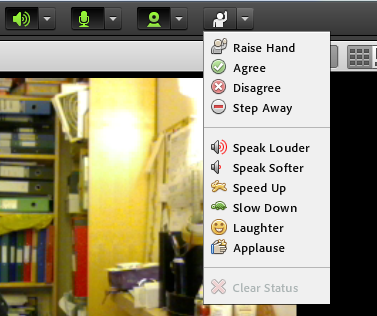 Raise Hand
Agree
Disagree
Step Away
Speak Louder
Speak Softer
Speed Up
Slow Down
Laughter
Applause
Clear Status